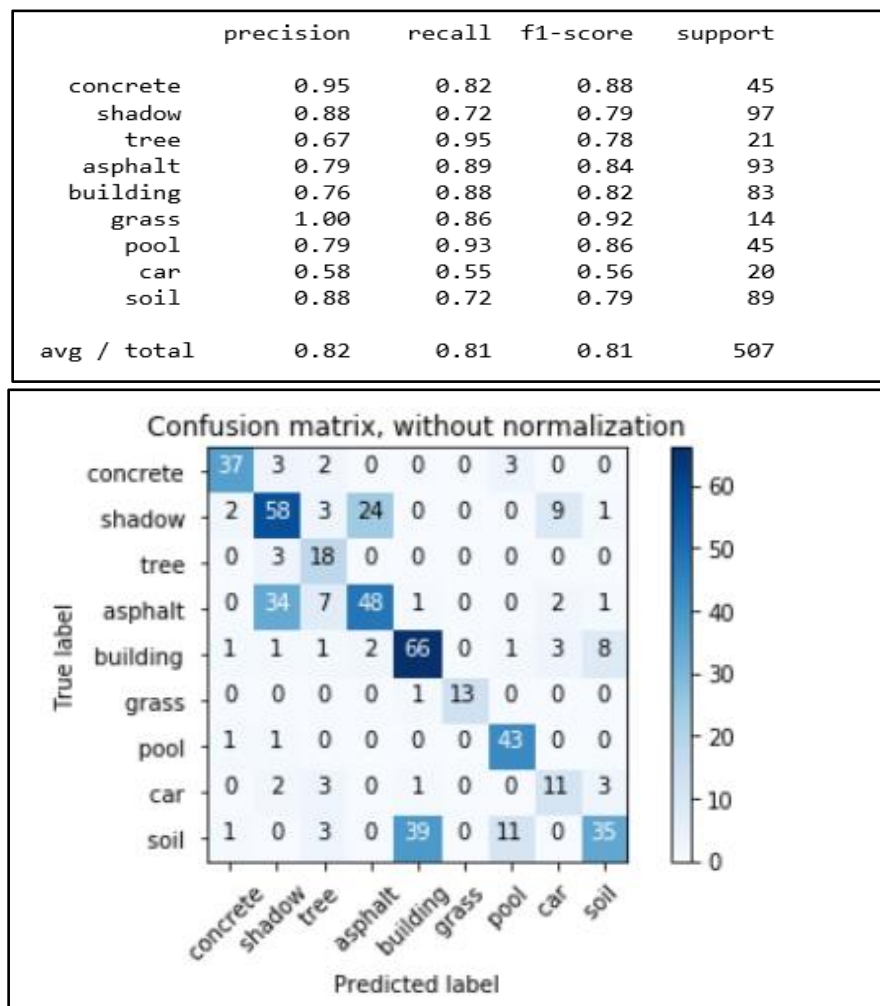 precision recall f1-score support
concrete 0.95 0.82 0.88 45
shadow 0.88 0.72 0.79 97
tree 0.67 0.95 0.78 21
asphalt 0.79 0.89 0.84 93
building 0.76 0.88 0.82 83
grass 1.00 0.86 0.92 14
pool 0.79 0.93 0.86 45
car 0.58 0.55 0.56 20
soil 0.88 0.72 0.79 89
avg / total 0.82 0.81 0.81 507
Confusion matrix, without normalization
True label
concrete 37 3 2 0 0 0 3 0 0
shadow 2 58 3 24 0 0 0 9 1
tree 0 3 18 0 0 0 0 0 0
asphalt 0 34 7 48 1 0 0 2 1
building 1 1 1 2 66 0 1 3 8
grass 0 0 0 0 1 13 0 0 0
pool 1 1 0 0 0 0 43 0 0
car 0 2 3 0 1 0 0 11 3
soil 1 0 3 0 39 0 11 0 35
concrete shadow tree asphalt building grass pool car soil
Predicted label
60
50
40
30
20
10
0